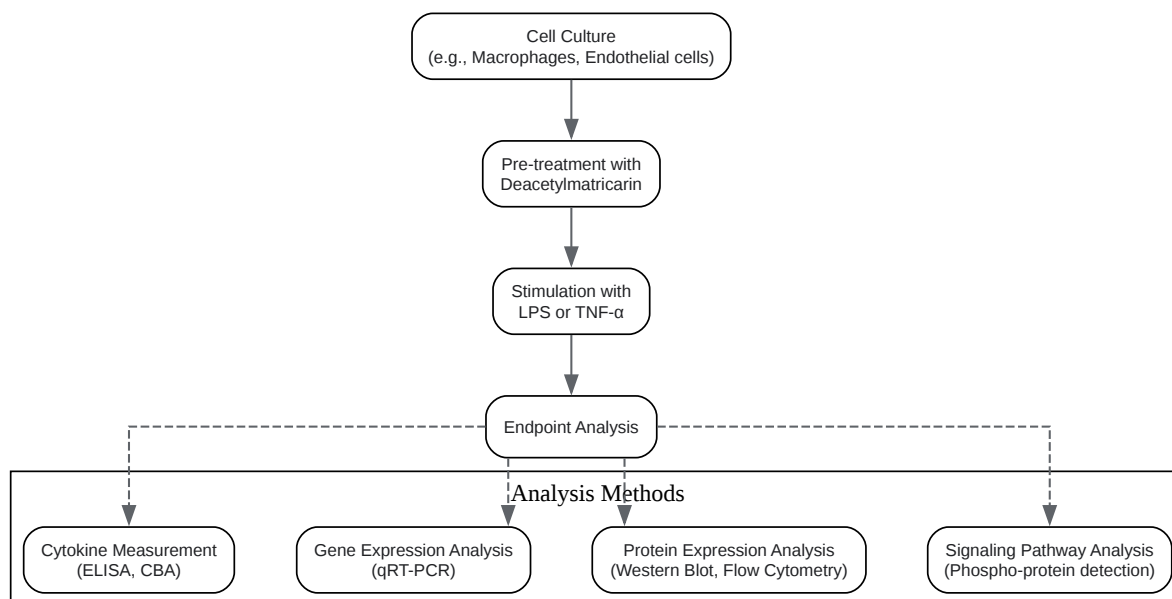 Cell Culture
(e.g., Macrophages, Endothelial cells)
Pre-treatment with
Deacetylmatricarin
Stimulation with
LPS or TNF-α
Endpoint Analysis
Analysis Methods
Cytokine Measurement
(ELISA, CBA)
Gene Expression Analysis
(qRT-PCR)
Protein Expression Analysis
(Western Blot, Flow Cytometry)
Signaling Pathway Analysis
(Phospho-protein detection)